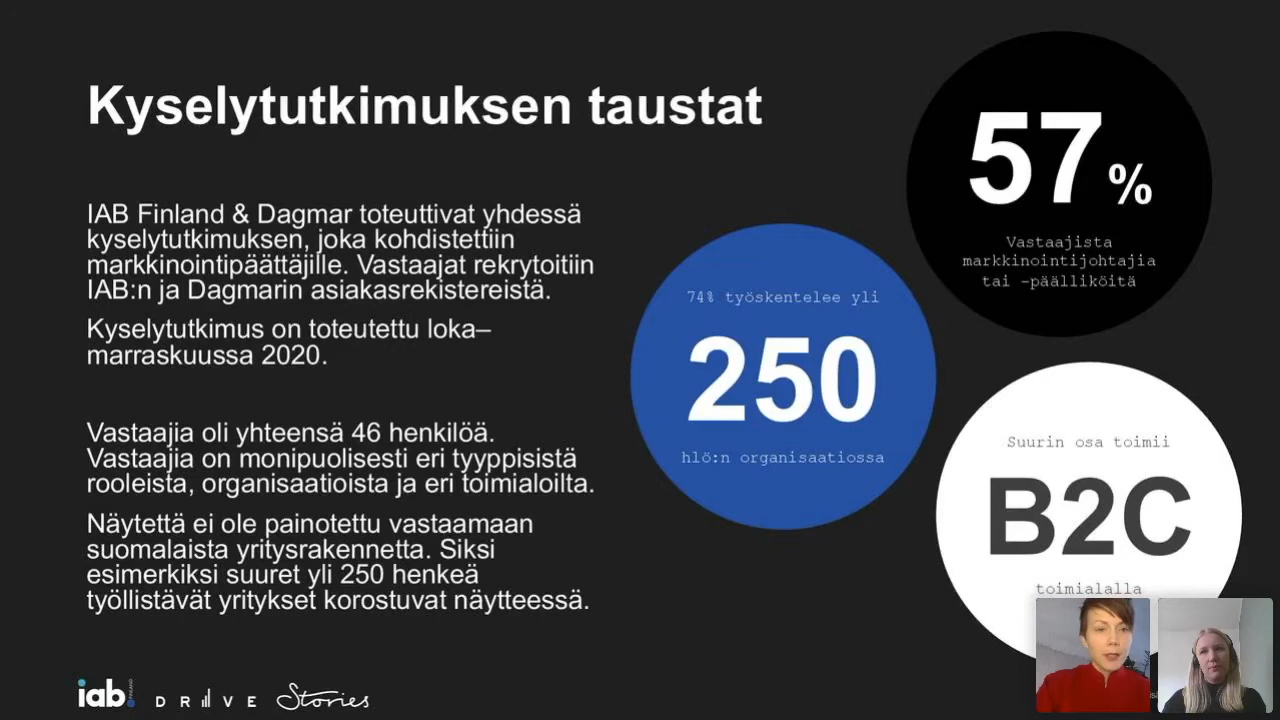 Kyselytutkimuksen taustat
IAB Finland & Dagmar toteuttivat yhdessä
kyselytutkimuksen, joka kohdistettiin
markkinointipäättäjille. Vastaajat rekrytoitiin
IAB:n ja Dagmarin asiakasrekistereistä.
Kyselytutkimus on toteutettu loka–
marraskuussa 2020.
Vastaajia oli yhteensä 46 henkilöä.
Vastaajia on monipuolisesti eri tyyppisistä
rooleista, organisaatioista ja eri toimialoilta.
Näytettä ei ole painotettu vastaamaan
suomalaista yritysrakennetta. Siksi
esimerkiksi suuret yli 250 henkeä
työllistävät yritykset korostuvat näytteessä.
74% työskentelee yli
250
hlö:n organisaatiossa
57 %
Vastaajista
markkinointijohtajia
tai -päälliköitä
Suurin osa toimii
B2C
toimialalla
iab: FINLAND
DRIVE Stories